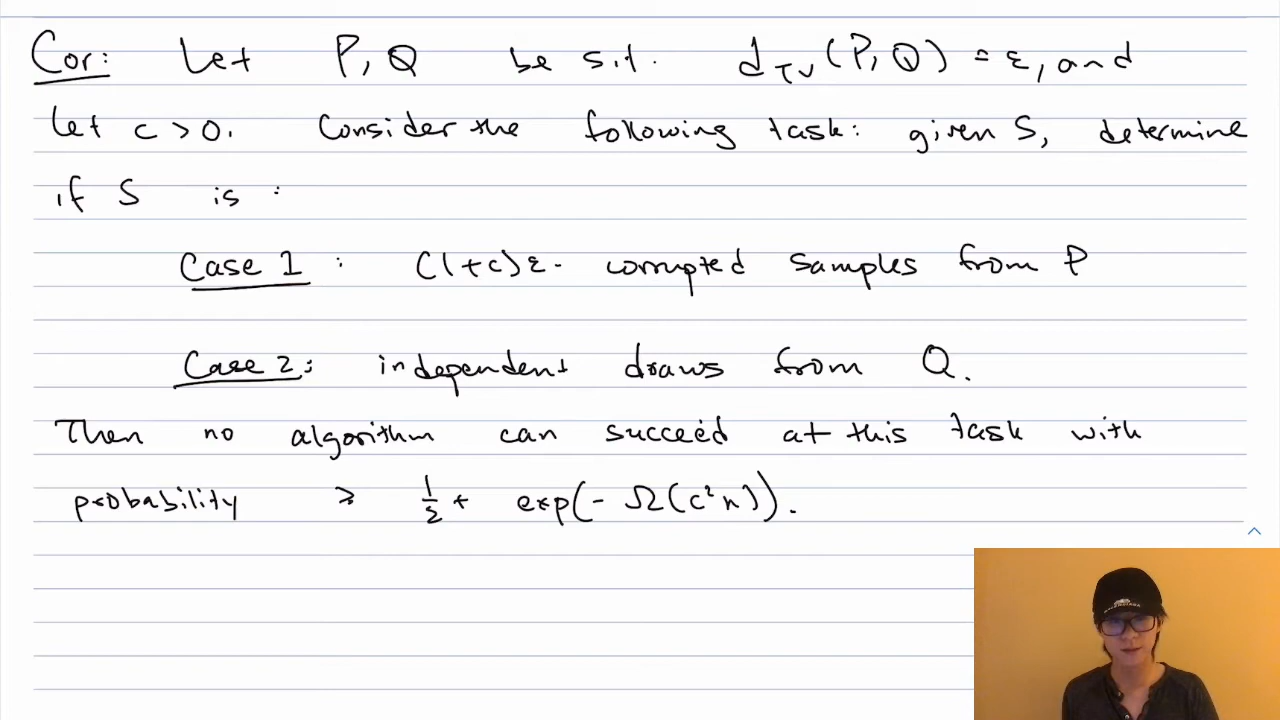 Cor: Let P, Q be s.t. d_TV(P, Q) = ε, and
let c > 0. Consider the following task: given S, determine
if S is :
Case 1 : (1+c)ε- corrupted samples from P
Case 2: independent draws from Q.
Then no algorithm can succeed at this task with
probability ≥ 1/2 + exp(- Ω(c²n)).